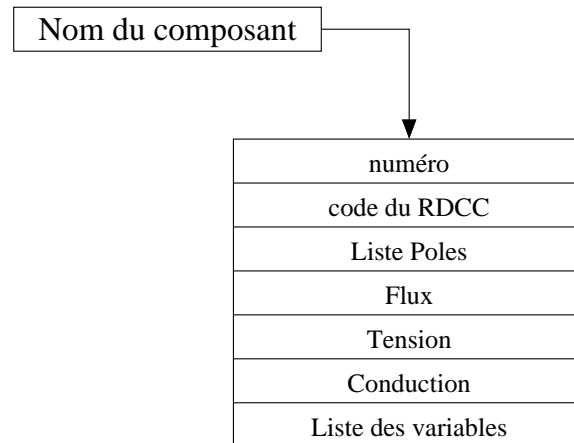 Nom du composant
numéro
code du RDCC
Liste Poles
Flux
Tension
Conduction
Liste des variables